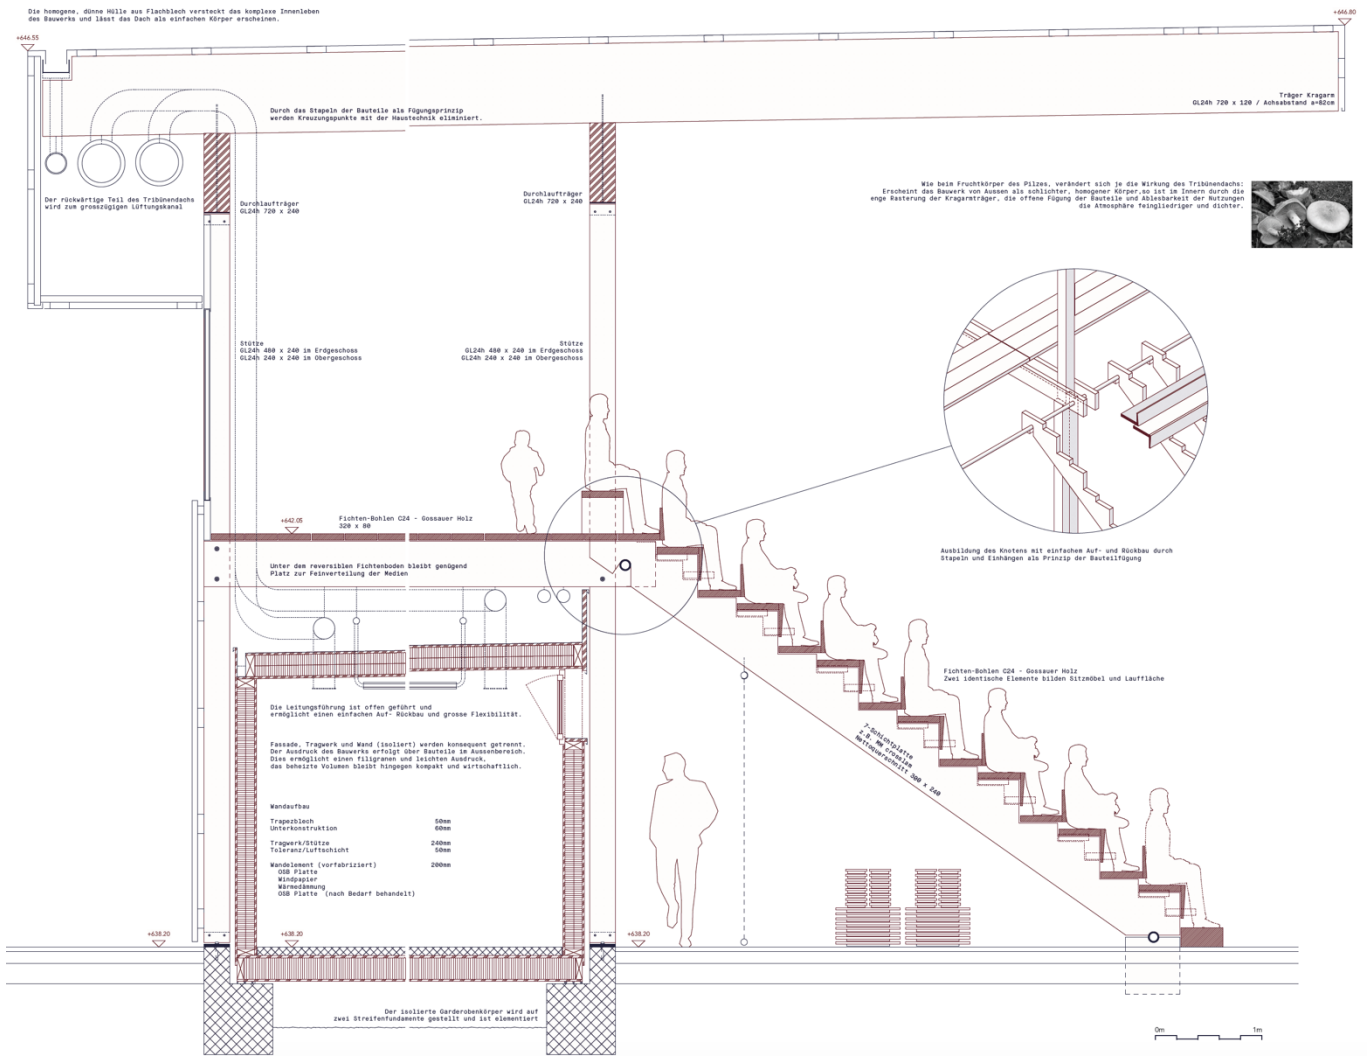 Die homogene, dünne Hülle aus Flachblech versteckt das komplexe Innenleben
des Bauwerks und lässt das Dach als einfachen Körper erscheinen.
+646.80
+646.55
Träger Kragarm
GL24h 720 x 120 / Achsabstand a=82cm
Durch das Stapeln der Bauteile als Fügungsprinzip
werden Kreuzungspunkte mit der Haustechnik eliminiert.
Wie beim Fruchtkörper des Pilzes, verändert sich je die Wirkung des Tribünendachs:
Erscheint das Bauwerk von Aussen als schlichter, homogener Körper,so ist im Innern durch die
enge Rasterung der Kragarmträger, die offene Fügung der Bauteile und Ablesbarkeit der Nutzungen
die Atmosphäre feingliedriger und dichter.
Der rückwärtige Teil des Tribünendachs
wird zum grosszügigen Lüftungskanal
Durchlaufträger
GL24h 720 x 240
Durchlaufträger
GL24h 720 x 240
Stütze
GL24h 480 x 240 im Erdgeschoss
GL24h 240 x 240 im Obergeschoss
Stütze
GL24h 480 x 240 im Erdgeschoss
GL24h 240 x 240 im Obergeschoss
+642.05
Fichten-Bohlen C24 - Gossauer Holz
320 x 80
Ausbildung des Knotens mit einfachem Auf- und Rückbau durch
Stapeln und Einhängen als Prinzip der Bauteilfügung
Unter dem reversiblen Fichtenboden bleibt genügend
Platz zur Feinverteilung der Medien
Fichten-Bohlen C24 - Gossauer Holz
Zwei identische Elemente bilden Sitzmöbel und Lauffläche
Die Leitungsführung ist offen geführt und
ermöglicht einen einfachen Auf- Rückbau und grosse Flexibilität.
7-Schichtplatte
z.B. MM crosslam
Nettoquerschnitt 300 x 240
Fassade, Tragwerk und Wand (isoliert) werden konsequent getrennt.
Der Ausdruck des Bauwerks erfolgt über Bauteile im Aussenbereich.
Dies ermöglicht einen filigranen und leichten Ausdruck,
das beheizte Volumen bleibt hingegen kompakt und wirtschaftlich.
Wandaufbau
Trapezblech 50mm
Unterkonstruktion 60mm
Tragwerk/Stütze 240mm
Toleranz/Luftschicht 50mm
Wandelement (vorfabriziert) 200mm
OSB Platte
Windpapier
Wärmedämmung
OSB Platte (nach Bedarf behandelt)
+638.20
+638.20
+638.20
Der isolierte Garderobenkörper wird auf
zwei Streifenfundamente gestellt und ist elementiert
0m 1m